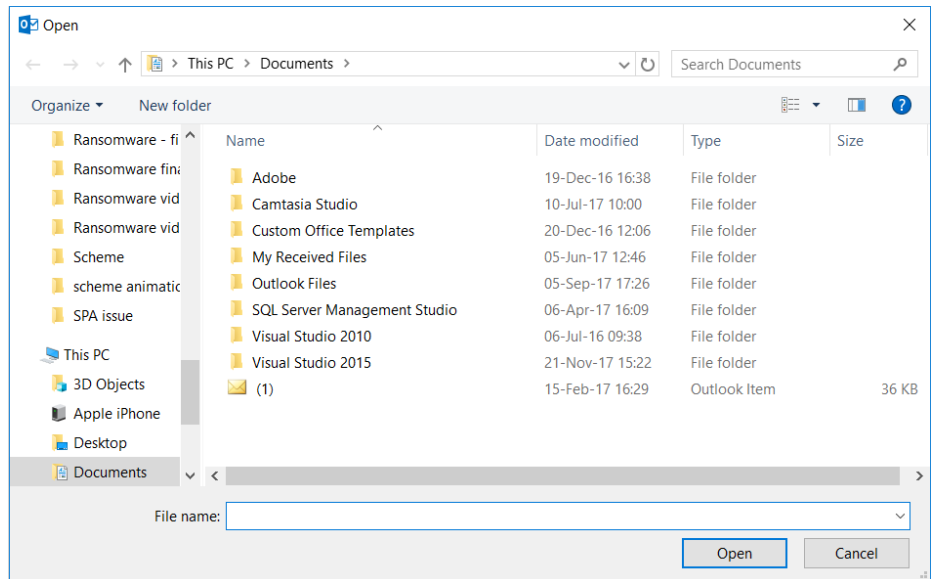 Open
This PC > Documents >
Search Documents
Organize
New folder
?
Name
Date modified
Type
Size
Ransomware - fi
Ransomware fina
Ransomware vid
Ransomware vid
Scheme
scheme animatic
SPA issue
This PC
3D Objects
Apple iPhone
Desktop
Documents
Adobe 19-Dec-16 16:38 File folder
Camtasia Studio 10-Jul-17 10:00 File folder
Custom Office Templates 20-Dec-16 12:06 File folder
My Received Files 05-Jun-17 12:46 File folder
Outlook Files 05-Sep-17 17:26 File folder
SQL Server Management Studio 06-Apr-17 16:09 File folder
Visual Studio 2010 06-Jul-16 09:38 File folder
Visual Studio 2015 21-Nov-17 15:22 File folder
(1) 15-Feb-17 16:29 Outlook Item 36 KB
File name:
Open
Cancel